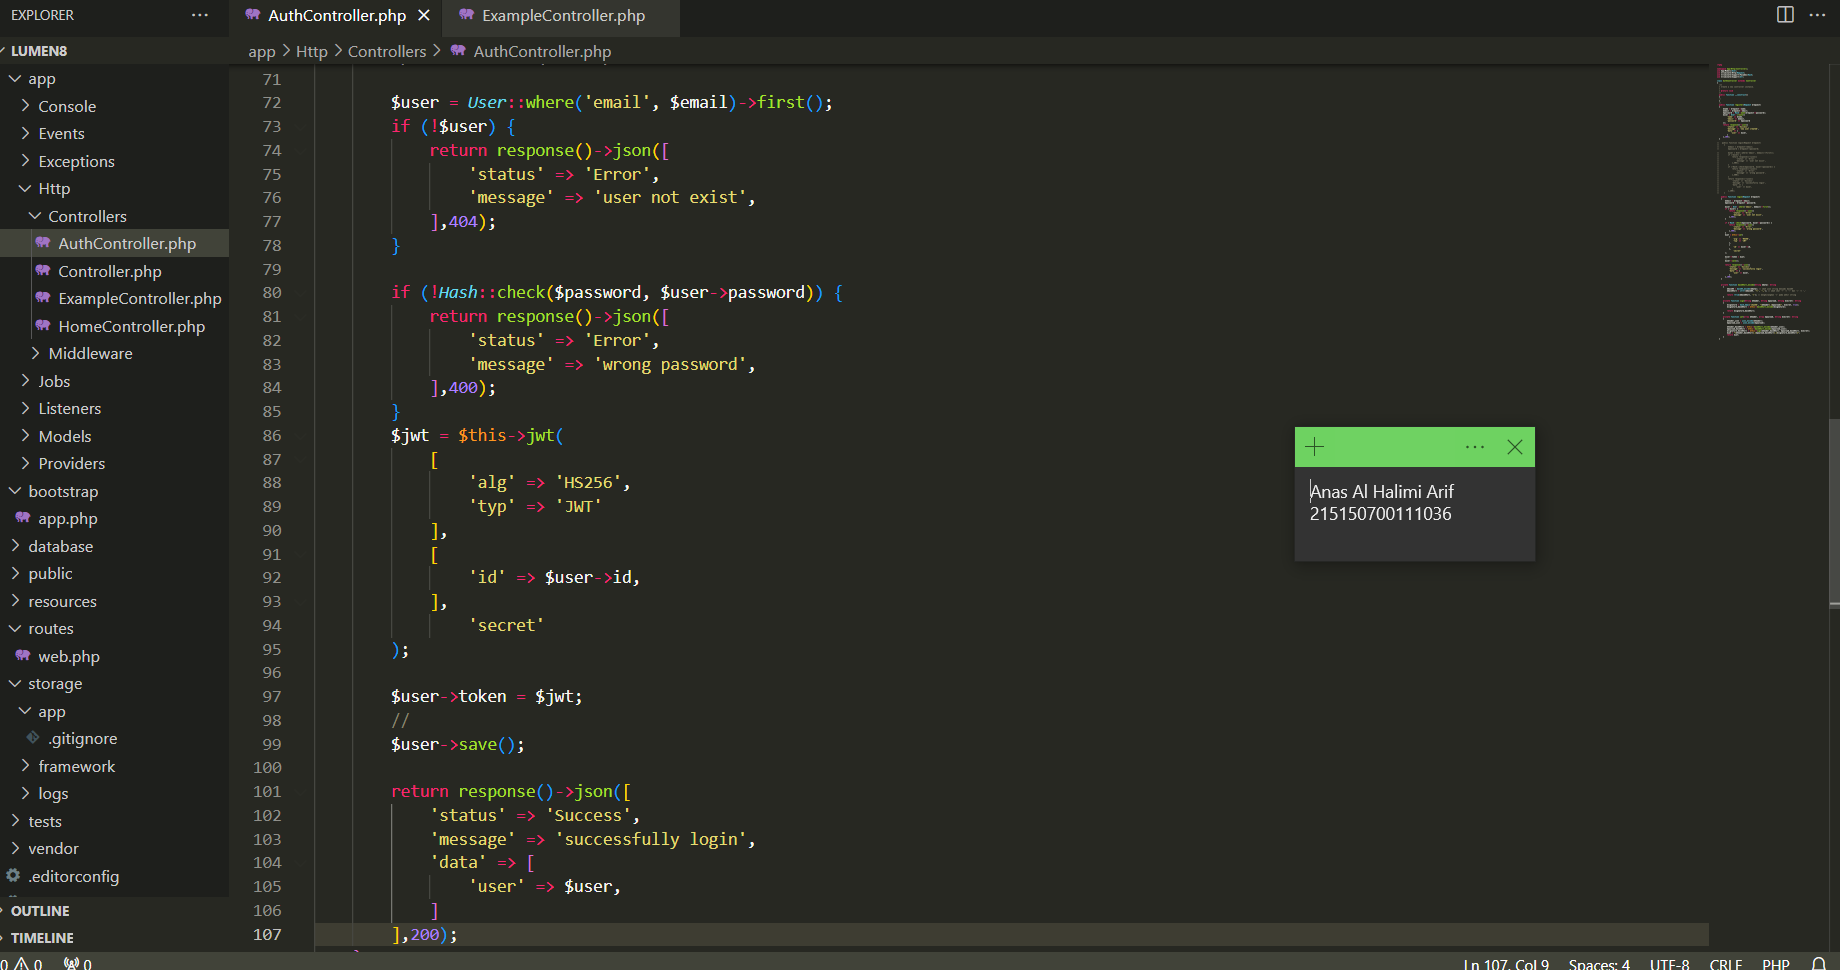 EXPLORER
···
AuthController.php
ExampleController.php
LUMEN8
app > Http > Controllers > AuthController.php
app
Console
Events
Exceptions
Http
Controllers
AuthController.php
Controller.php
ExampleController.php
HomeController.php
Middleware
Jobs
Listeners
Models
Providers
bootstrap
app.php
database
public
resources
routes
web.php
storage
app
.gitignore
framework
logs
tests
vendor
.editorconfig
OUTLINE
TIMELINE
71
72 $user = User::where('email', $email)->first();
73 if (!$user) {
74 return response()->json([
75 'status' => 'Error',
76 'message' => 'user not exist',
77 ],404);
78 }
79
80 if (!Hash::check($password, $user->password)) {
81 return response()->json([
82 'status' => 'Error',
83 'message' => 'wrong password',
84 ],400);
85 }
86 $jwt = $this->jwt(
87 [
88 'alg' => 'HS256',
89 'typ' => 'JWT'
90 ],
91 [
92 'id' => $user->id,
93 ],
94 'secret'
95 );
96
97 $user->token = $jwt;
98 //
99 $user->save();
100
101 return response()->json([
102 'status' => 'Success',
103 'message' => 'successfully login',
104 'data' => [
105 'user' => $user,
106 ]
107 ],200);
Anas Al Halimi Arif
215150700111036
0 0 0
Ln 107, Col 9 Spaces: 4 UTF-8 CRLF PHP